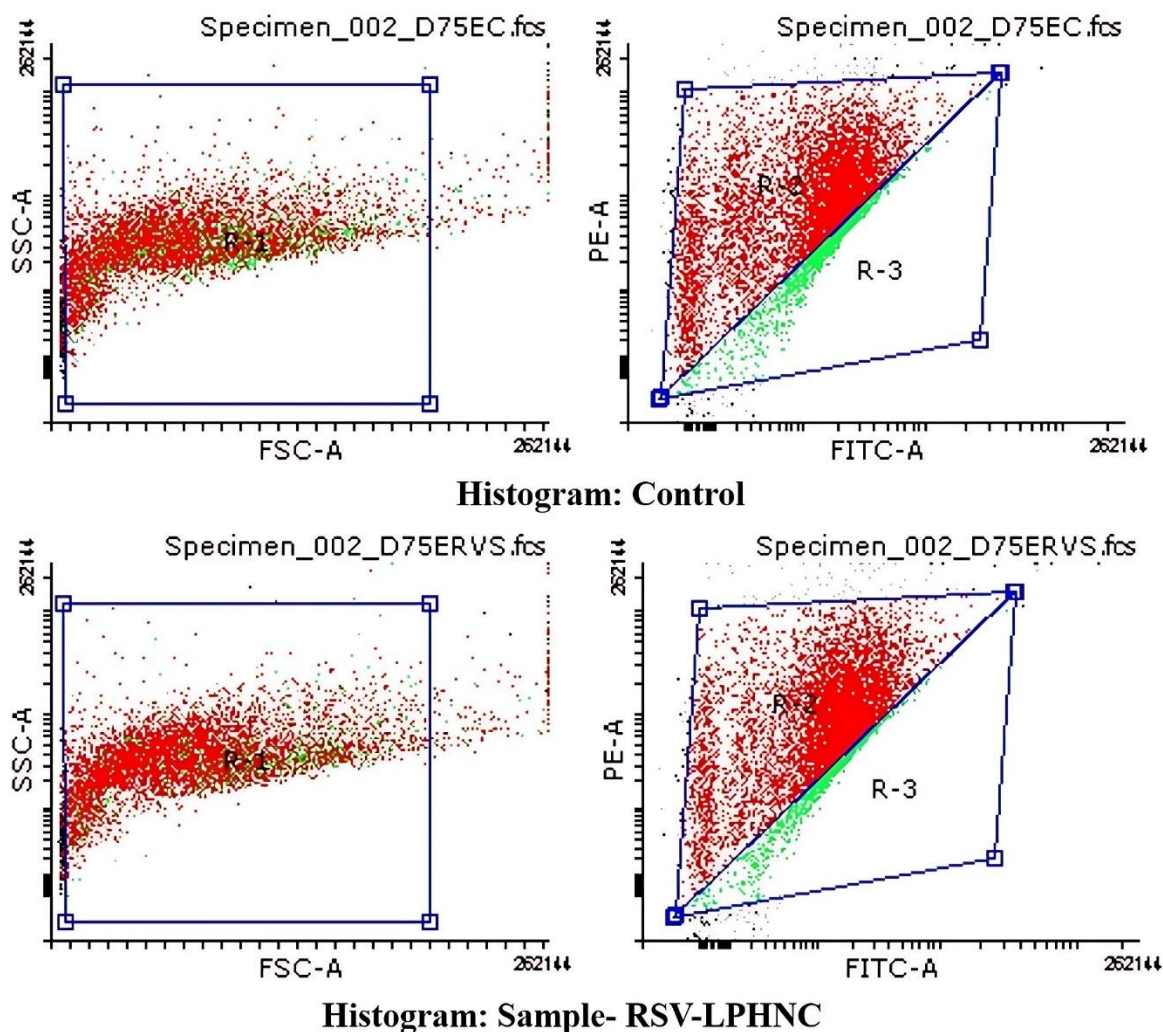 Specimen_002_D75EC.fcs
262144
SSC-A
R-1
FSC-A
262144
Specimen_002_D75EC.fcs
262144
PE-A
R-2
R-3
FITC-A
262144
Histogram: Control
Specimen_002_D75ERVS.fcs
262144
SSC-A
R-1
FSC-A
262144
Specimen_002_D75ERVS.fcs
262144
PE-A
R-2
R-3
FITC-A
262144
Histogram: Sample- RSV-LPHNC